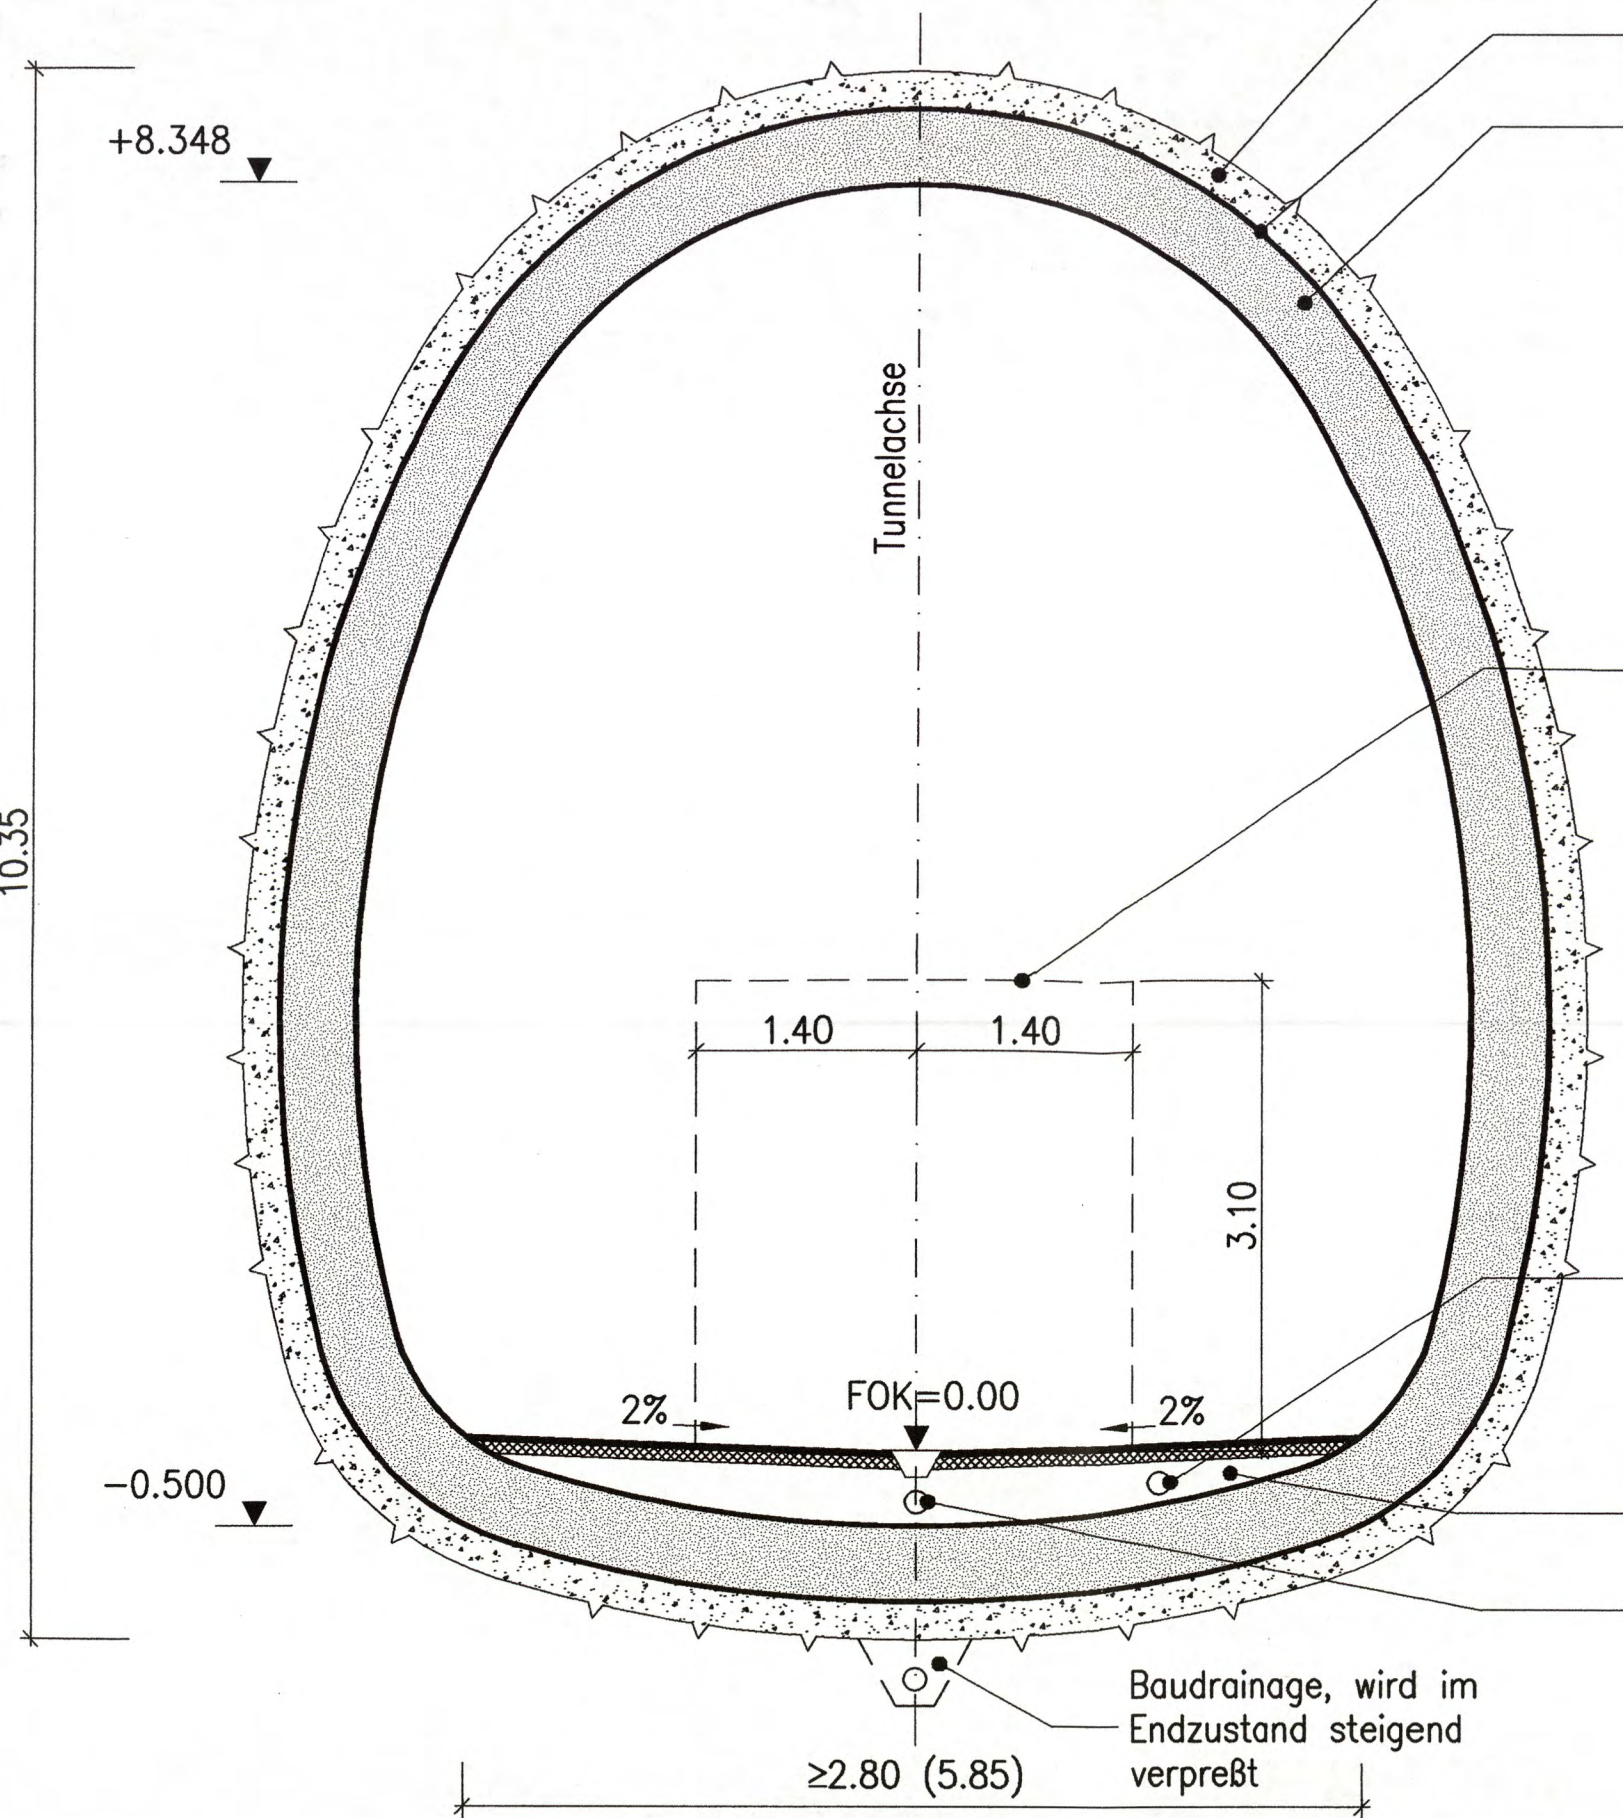 +8.348
Tunnelachse
10.35
1.40
1.40
3.10
2%
FOK=0.00
2%
-0.500
Baudrainage, wird im
Endzustand steigend
verpreßt
≥2.80 (5.85)